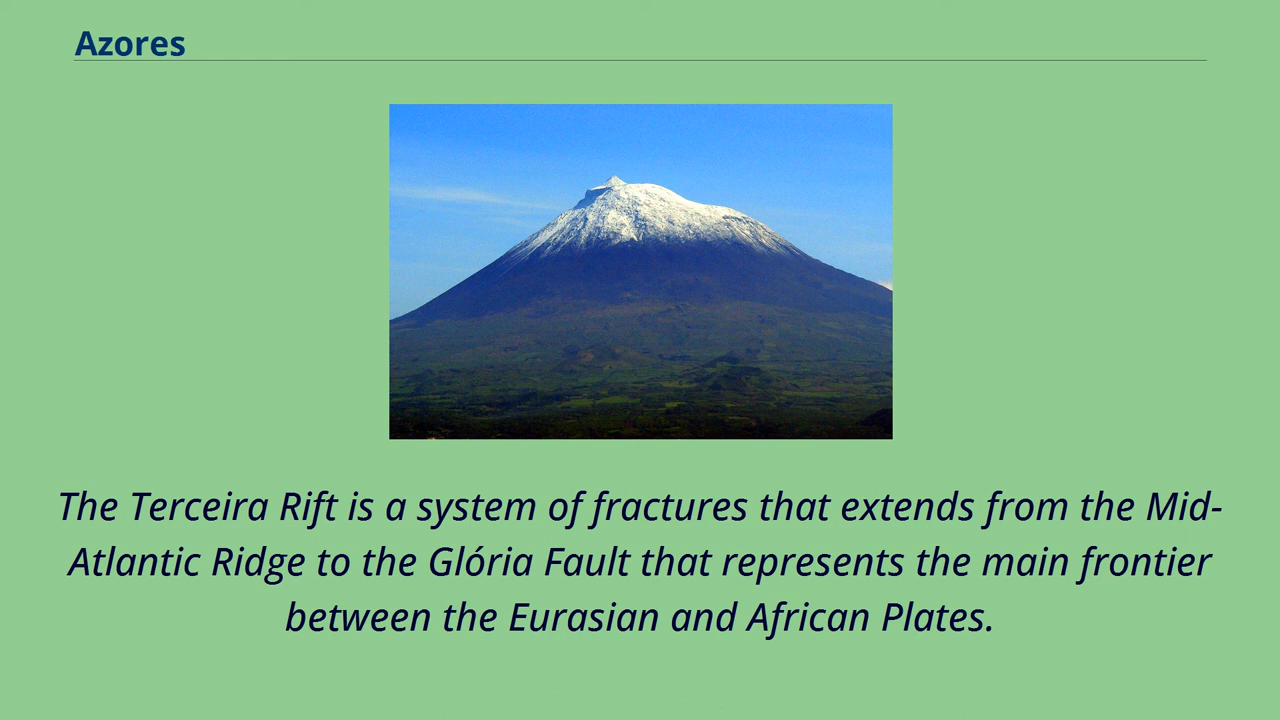 Azores
The Terceira Rift is a system of fractures that extends from the Mid-
Atlantic Ridge to the Glória Fault that represents the main frontier
between the Eurasian and African Plates.